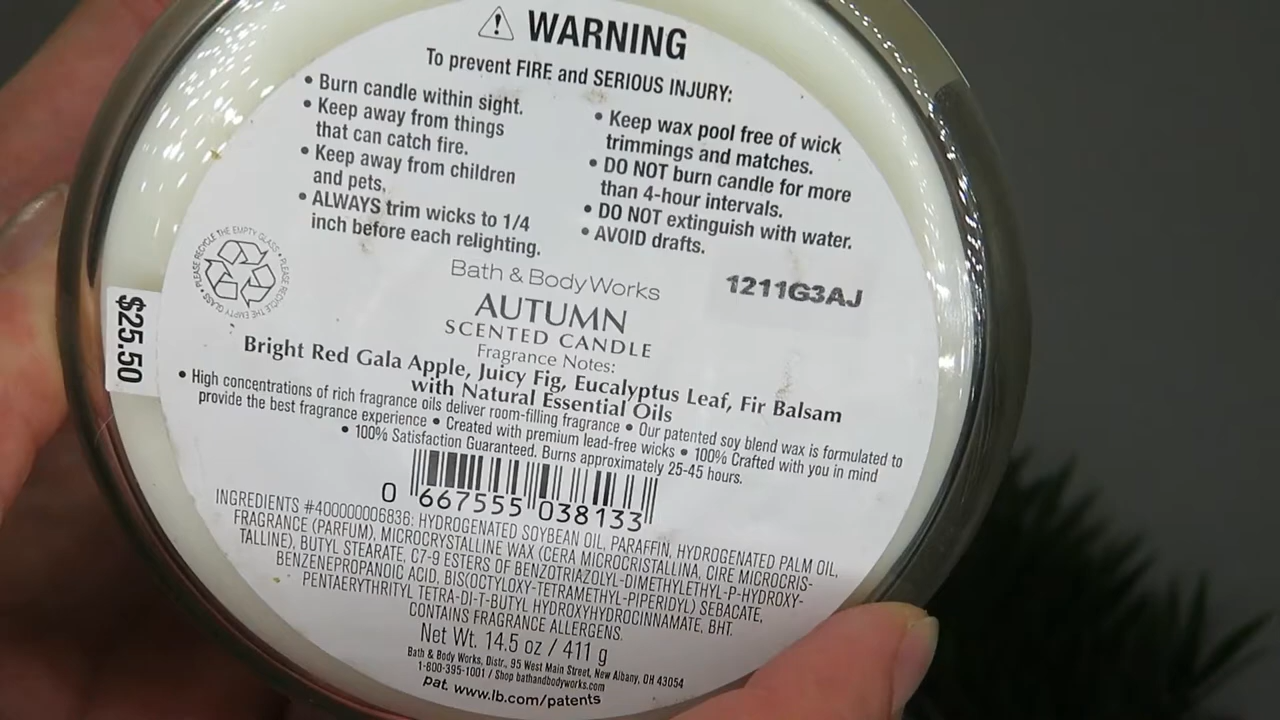 WARNING
To prevent FIRE and SERIOUS INJURY:
• Burn candle within sight.
• Keep away from things
that can catch fire.
• Keep away from children
and pets.
• ALWAYS trim wicks to 1/4
inch before each relighting.
• Keep wax pool free of wick
trimmings and matches.
• DO NOT burn candle for more
than 4-hour intervals.
• DO NOT extinguish with water.
• AVOID drafts.
PLEASE RECYCLE THE EMPTY GLASS • PLEASE RECYCLE THE EMPTY GLASS •
$25.50
Bath & Body Works
1211G3AJ
AUTUMN
SCENTED CANDLE
Fragrance Notes:
Bright Red Gala Apple, Juicy Fig, Eucalyptus Leaf, Fir Balsam
with Natural Essential Oils
• High concentrations of rich fragrance oils deliver room-filling fragrance • Our patented soy blend wax is formulated to
provide the best fragrance experience • Created with premium lead-free wicks • 100% Crafted with you in mind
• 100% Satisfaction Guaranteed. Burns approximately 25-45 hours.
0 667555 038133
INGREDIENTS #400000006836: HYDROGENATED SOYBEAN OIL, PARAFFIN, HYDROGENATED PALM OIL,
FRAGRANCE (PARFUM), MICROCRYSTALLINE WAX (CERA MICROCRISTALLINA, CIRE MICROCRIS-
TALLINE), BUTYL STEARATE, C7-9 ESTERS OF BENZOTRIAZOLYL-DIMETHYLETHYL-P-HYDROXY-
BENZENEPROPANOIC ACID, BIS(OCTYLOXY-TETRAMETHYL-PIPERIDYL) SEBACATE,
PENTAERYTHRITYL TETRA-DI-T-BUTYL HYDROXYHYDROCINNAMATE, BHT.
CONTAINS FRAGRANCE ALLERGENS.
Net Wt. 14.5 oz / 411 g
Bath & Body Works, Distr., 95 West Main Street, New Albany, OH 43054
1-800-395-1001 / Shop bathandbodyworks.com
pat. www.lb.com/patents